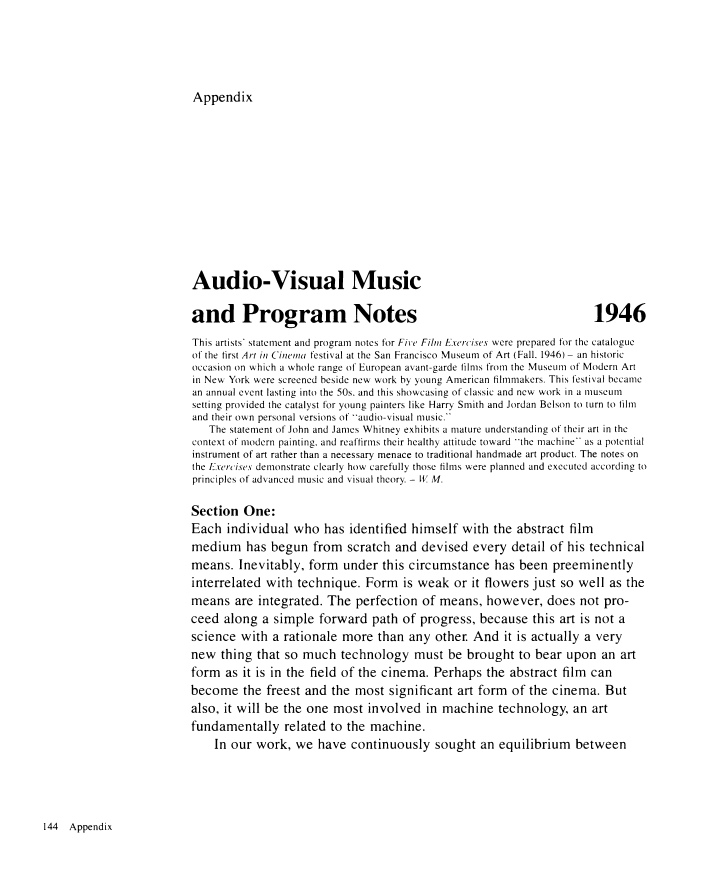 Appendix
Audio-Visual Music
and Program Notes 1946
This artists' statement and program notes for Five Film Exercises were prepared for the catalogue
of the first Art in Cinema festival at the San Francisco Museum of Art (Fall, 1946) – an historic
occasion on which a whole range of European avant-garde films from the Museum of Modern Art
in New York were screened beside new work by young American filmmakers. This festival became
an annual event lasting into the 50s, and this showcasing of classic and new work in a museum
setting provided the catalyst for young painters like Harry Smith and Jordan Belson to turn to film
and their own personal versions of "audio-visual music."
The statement of John and James Whitney exhibits a mature understanding of their art in the
context of modern painting, and reaffirms their healthy attitude toward "the machine" as a potential
instrument of art rather than a necessary menace to traditional handmade art product. The notes on
the Exercises demonstrate clearly how carefully those films were planned and executed according to
principles of advanced music and visual theory. – W. M.
Section One:
Each individual who has identified himself with the abstract film
medium has begun from scratch and devised every detail of his technical
means. Inevitably, form under this circumstance has been preeminently
interrelated with technique. Form is weak or it flowers just so well as the
means are integrated. The perfection of means, however, does not pro-
ceed along a simple forward path of progress, because this art is not a
science with a rationale more than any other. And it is actually a very
new thing that so much technology must be brought to bear upon an art
form as it is in the field of the cinema. Perhaps the abstract film can
become the freest and the most significant art form of the cinema. But
also, it will be the one most involved in machine technology, an art
fundamentally related to the machine.
In our work, we have continuously sought an equilibrium between
144 Appendix